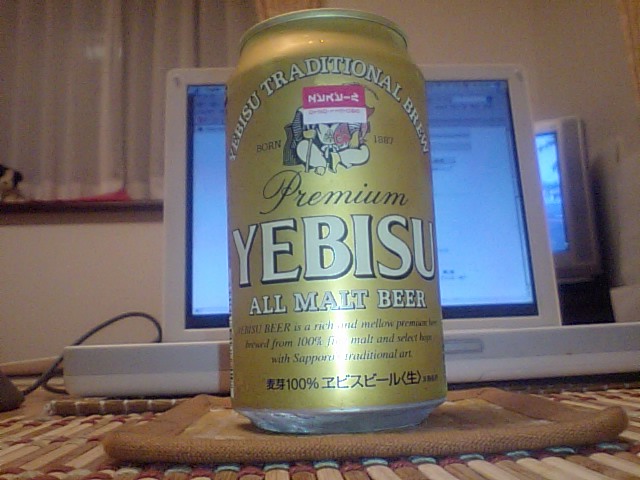 YEBISU TRADITIONAL BREW
BORN 1887
Premium
YEBISU
ALL MALT BEER
YEBISU BEER is a rich and mellow premium beer,
brewed from 100% fine malt and select hops
with Sapporo's traditional art.
麦芽100% ヱビスビール〈生〉